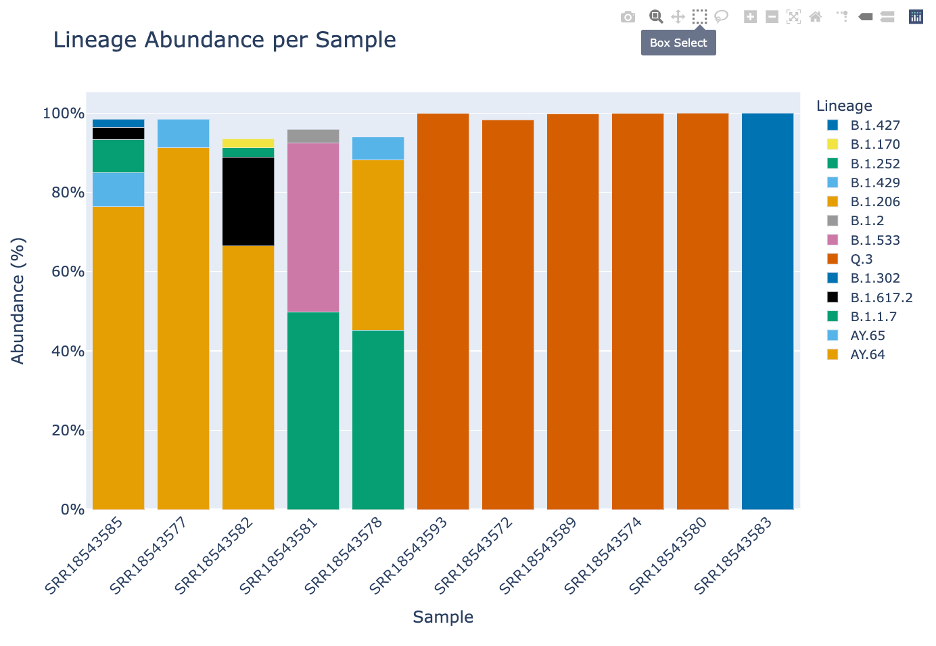 Box Select
Lineage Abundance per Sample
Abundance (%)
100%
80%
60%
40%
20%
0%
SRR18543585
SRR18543577
SRR18543582
SRR18543581
SRR18543578
SRR18543593
SRR18543572
SRR18543589
SRR18543574
SRR18543580
SRR18543583
Sample
Lineage
B.1.427
B.1.170
B.1.252
B.1.429
B.1.206
B.1.2
B.1.533
Q.3
B.1.302
B.1.617.2
B.1.1.7
AY.65
AY.64